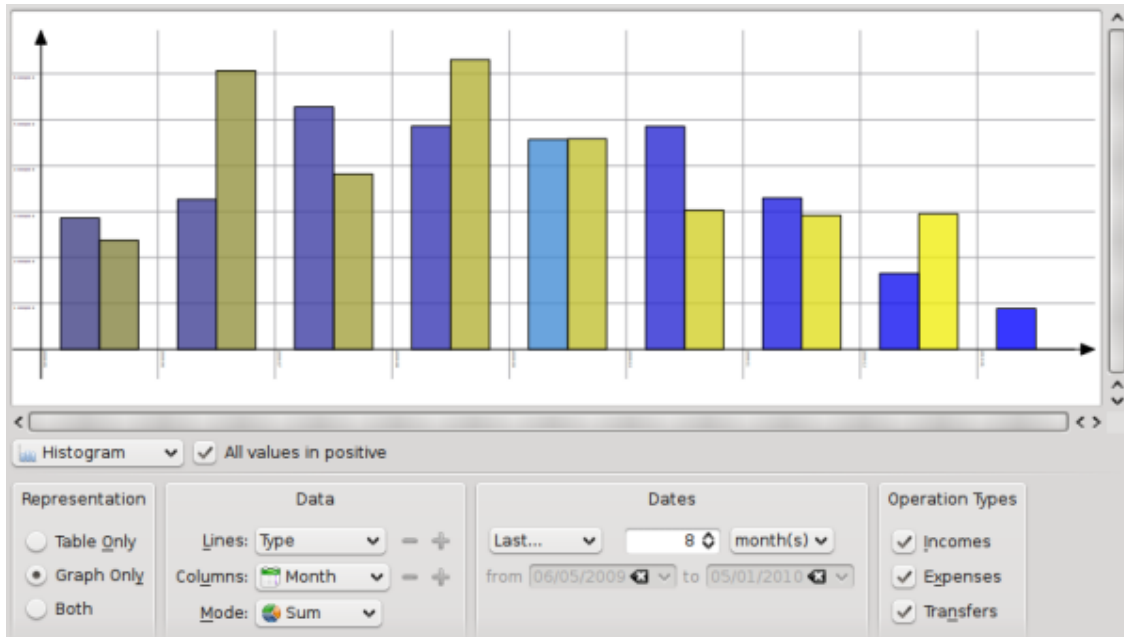 Histogram
All values in positive
Representation
Table Only
Graph Only
Both
Data
Lines: Type
Columns: Month
Mode: Sum
Dates
Last... 8 month(s)
from 06/05/2009 to 05/01/2010
Operation Types
Incomes
Expenses
Transfers